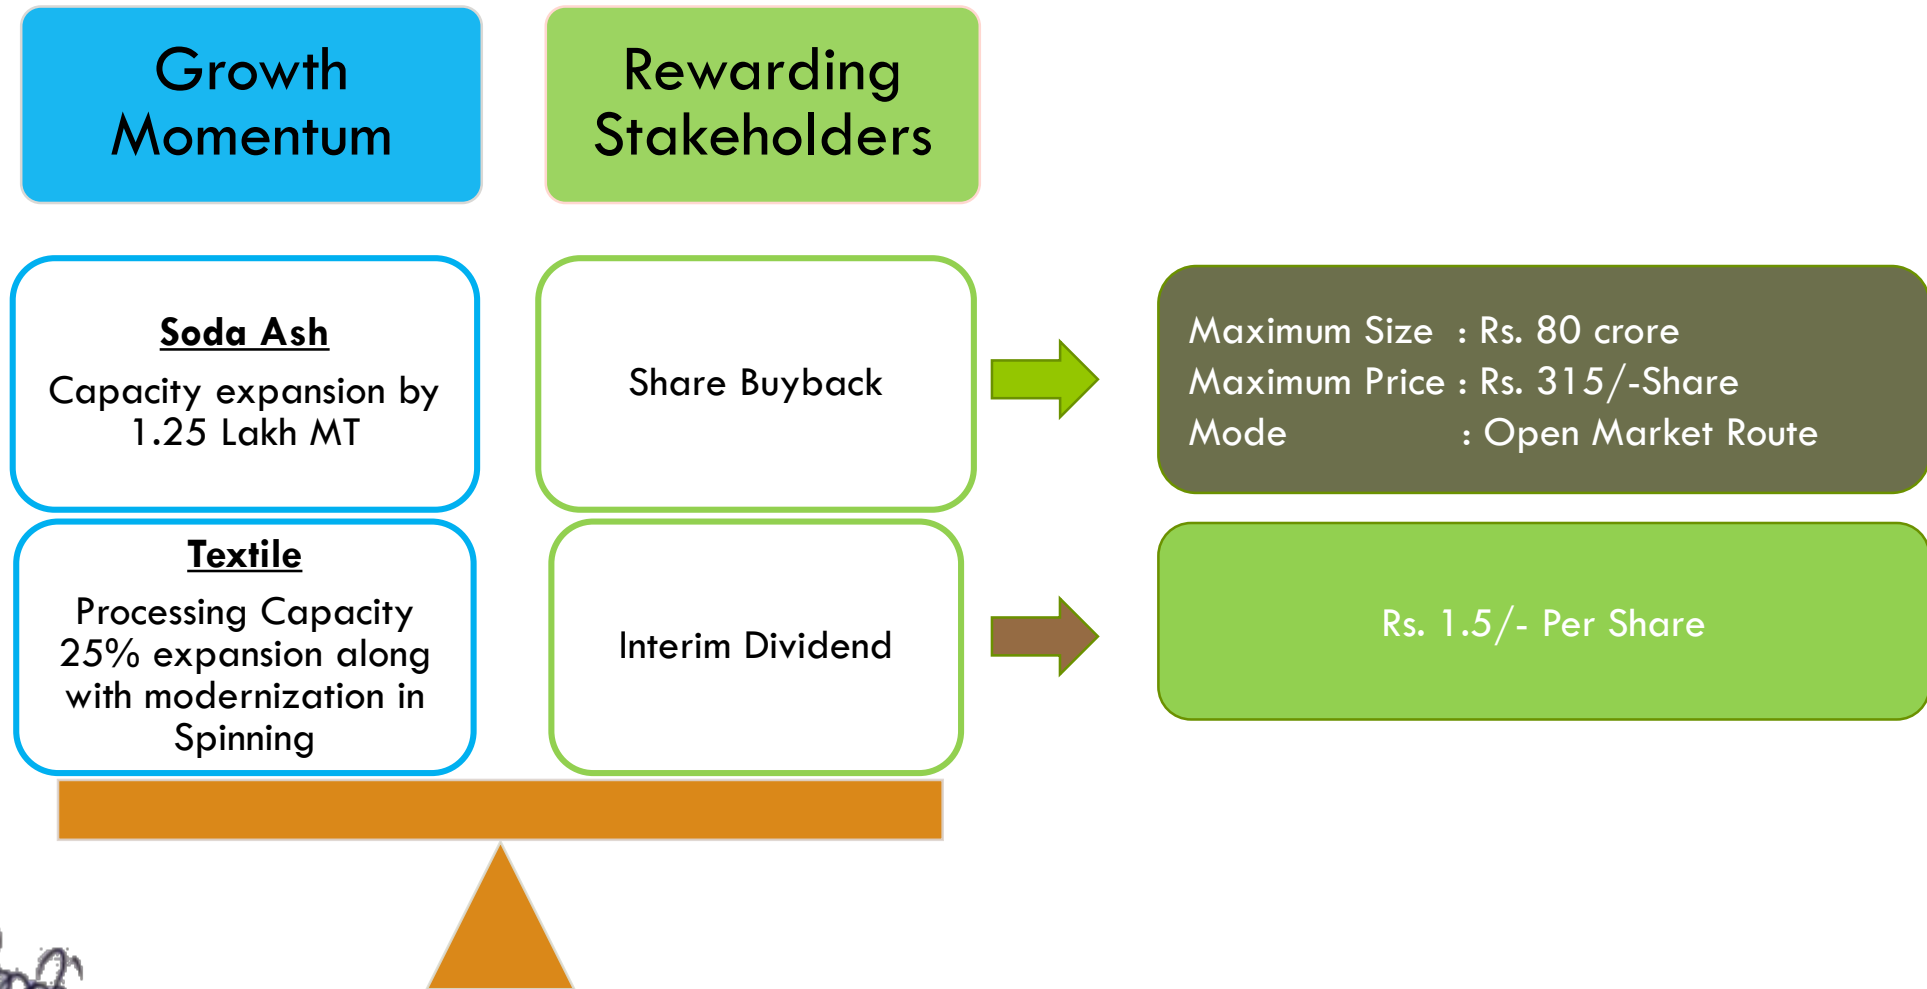 Growth
Momentum
Rewarding
Stakeholders
Soda Ash
Capacity expansion by
1.25 Lakh MT
Share Buyback
Maximum Size : Rs. 80 crore
Maximum Price : Rs. 315/-Share
Mode : Open Market Route
Textile
Processing Capacity
25% expansion along
with modernization in
Spinning
Interim Dividend
Rs. 1.5/- Per Share